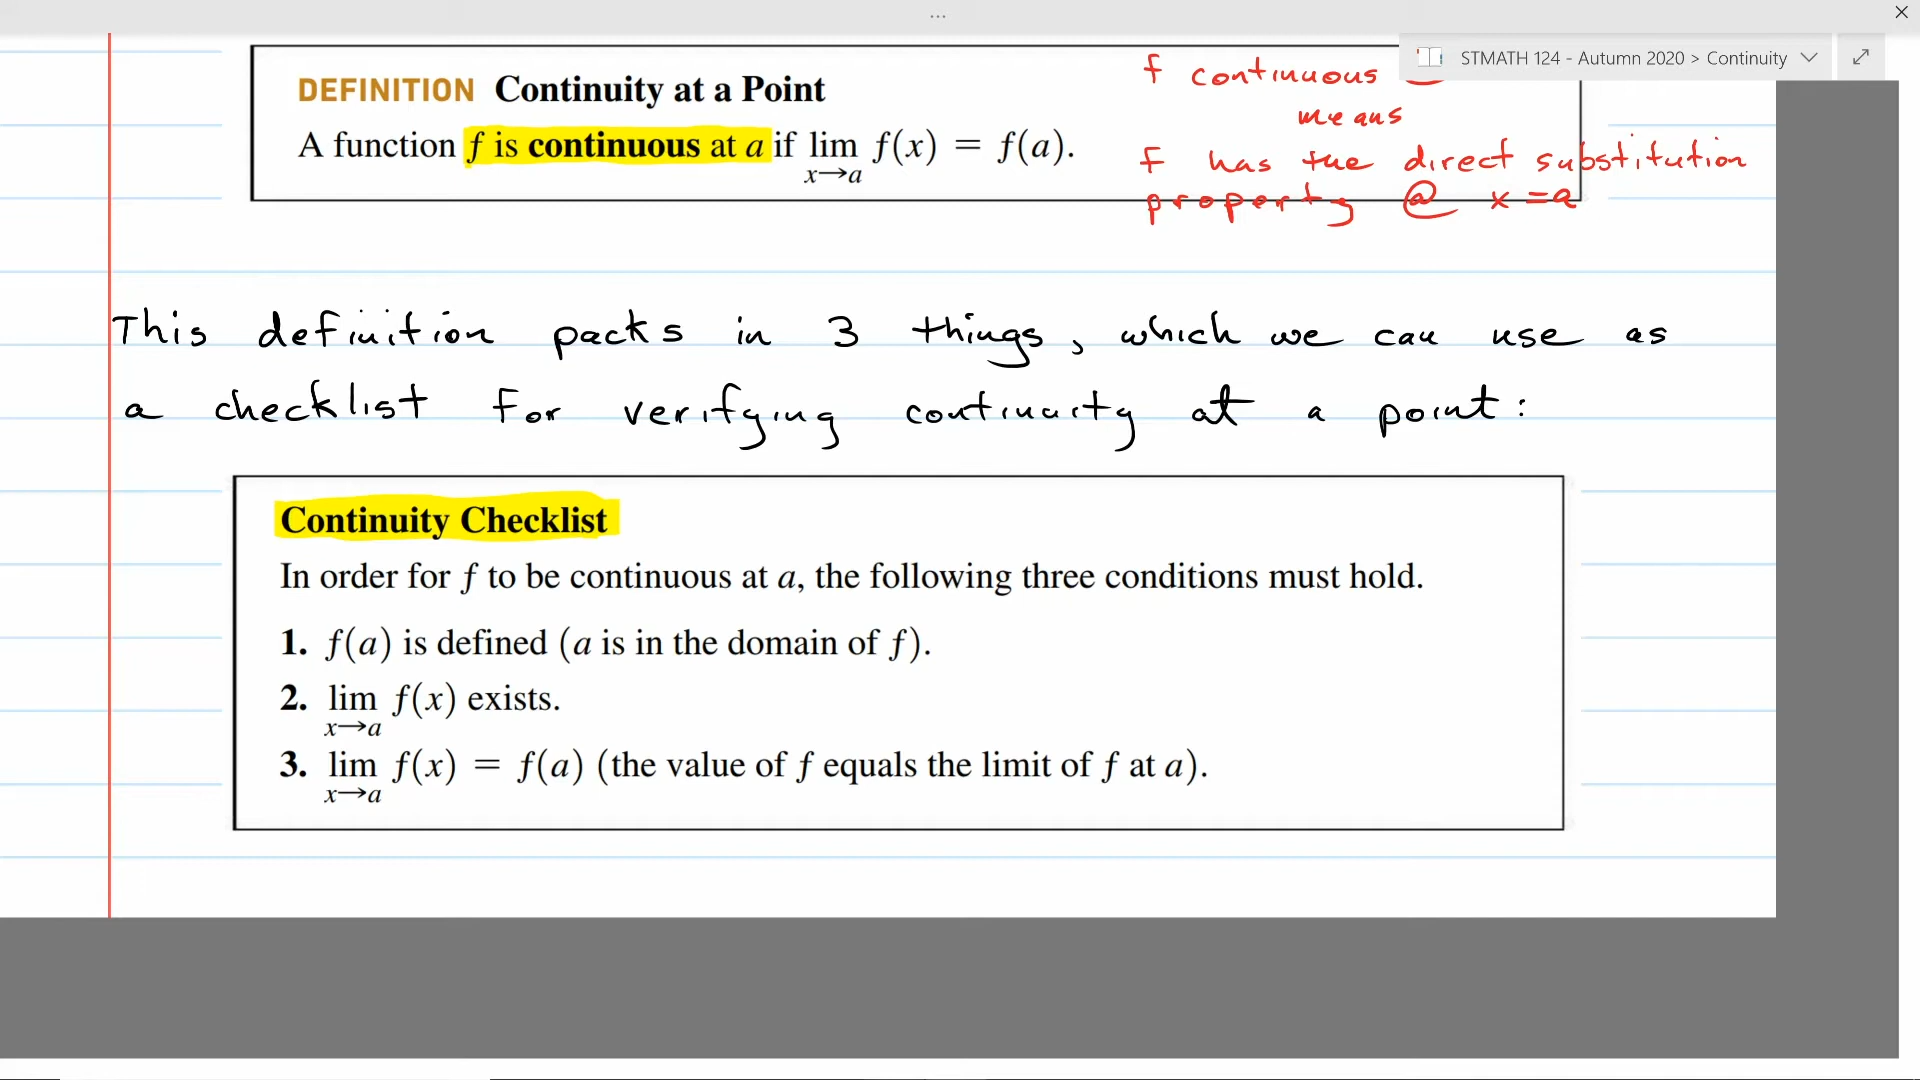 ...
STMATH 124 - Autumn 2020 > Continuity
DEFINITION Continuity at a Point
A function f is continuous at a if lim x→a f(x) = f(a).
f continuous @
means
f has the direct substitution
property @ x = a
This definition packs in 3 things, which we can use as
a checklist for verifying continuity at a point:
Continuity Checklist
In order for f to be continuous at a, the following three conditions must hold.
1. f(a) is defined (a is in the domain of f).
2. lim x→a f(x) exists.
3. lim x→a f(x) = f(a) (the value of f equals the limit of f at a).